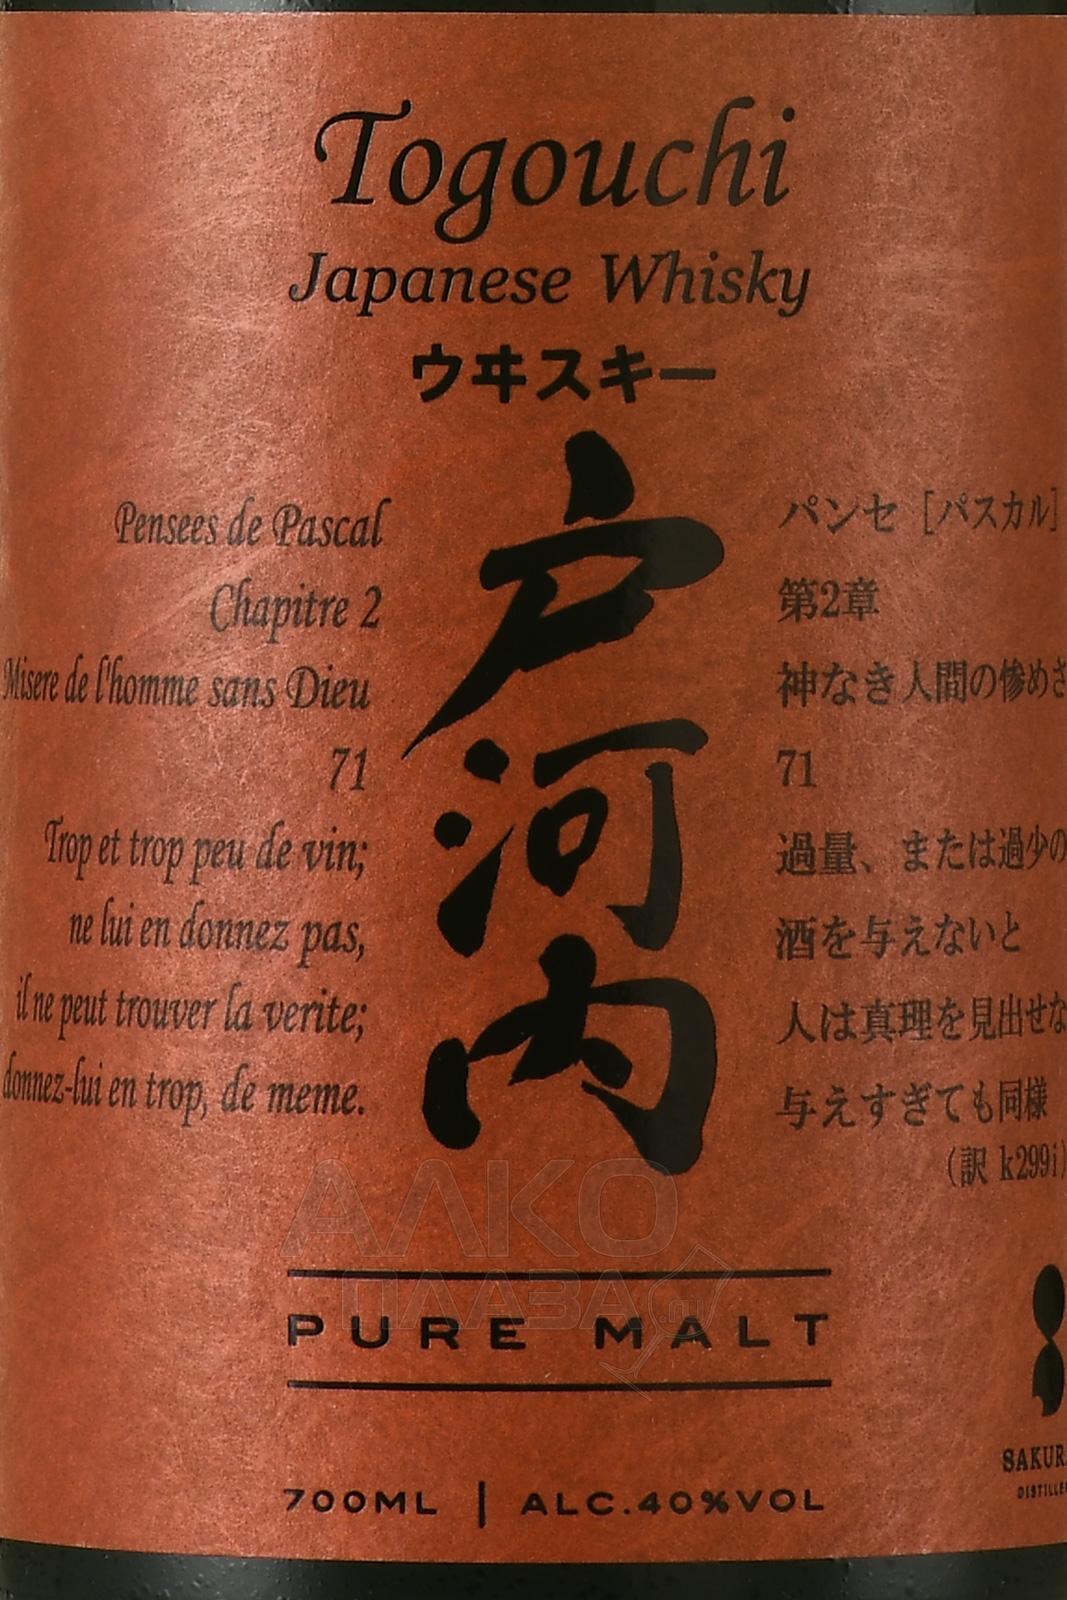 Togouchi
Japanese Whisky
ウヰスキー
戸河内
Pensees de Pascal
Chapitre 2
Misere de l'homme sans Dieu
71
Trop et trop peu de vin;
ne lui en donnez pas,
il ne peut trouver la verite;
donnez-lui en trop, de meme.
パンセ［パスカル］
第2章
神なき人間の惨めさ
71
過量、または過少の
酒を与えないと
人は真理を見出せな
与えすぎても同様
（訳 k299i）
АЛКО
ПЛАЗА.ru
PURE MALT
700ML | ALC.40%VOL
SAKURA